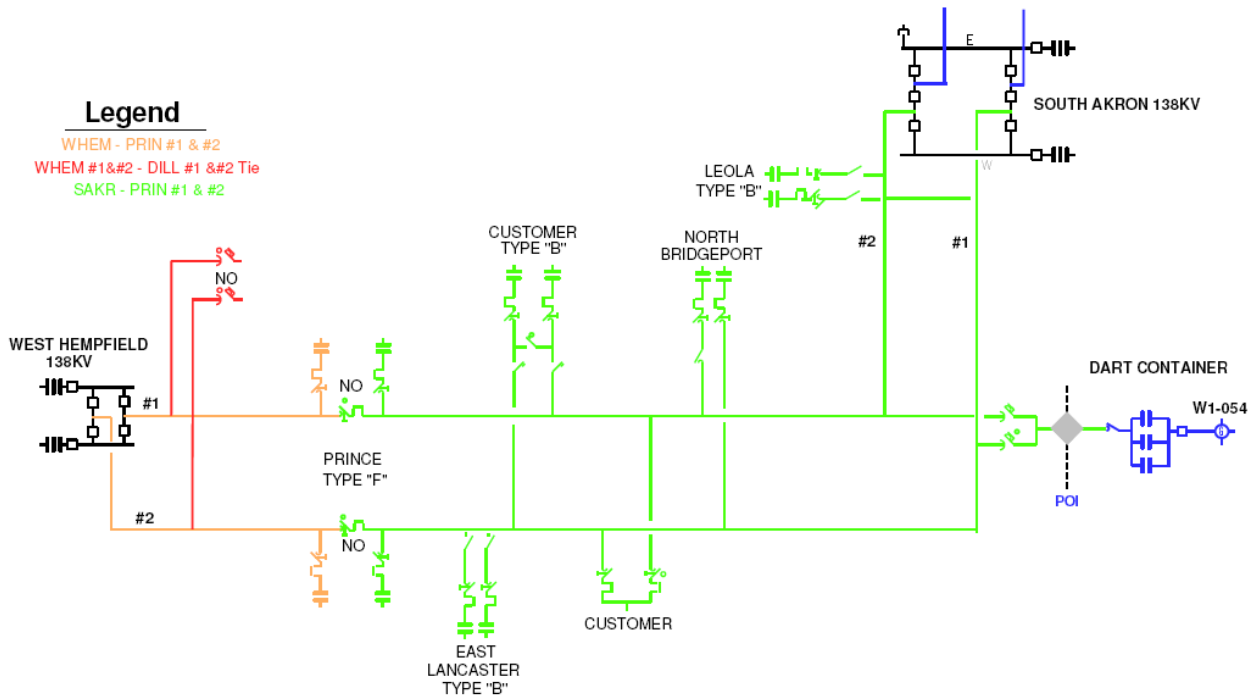 E
SOUTH AKRON 138KV
Legend
WHEM - PRIN #1 & #2
WHEM #1&#2 - DILL #1 &#2 Tie
SAKR - PRIN #1 & #2
W
LEOLA
TYPE "B"
CUSTOMER
TYPE "B"
NORTH
BRIDGEPORT
#2
#1
NO
WEST HEMPFIELD
138KV
#1
NO
DART CONTAINER
W1-054
G
PRINCE
TYPE "F"
POI
#2
NO
CUSTOMER
EAST
LANCASTER
TYPE "B"